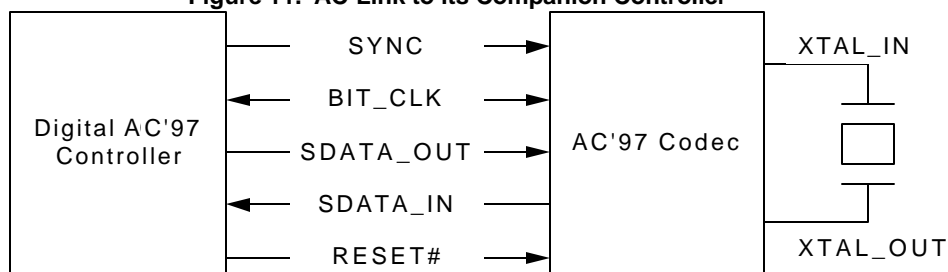 Figure 11. AC-Link to its Companion Controller
SYNC
XTAL_IN
BIT_CLK
Digital AC'97
Controller
AC'97 Codec
SDATA_OUT
SDATA_IN
RESET#
XTAL_OUT